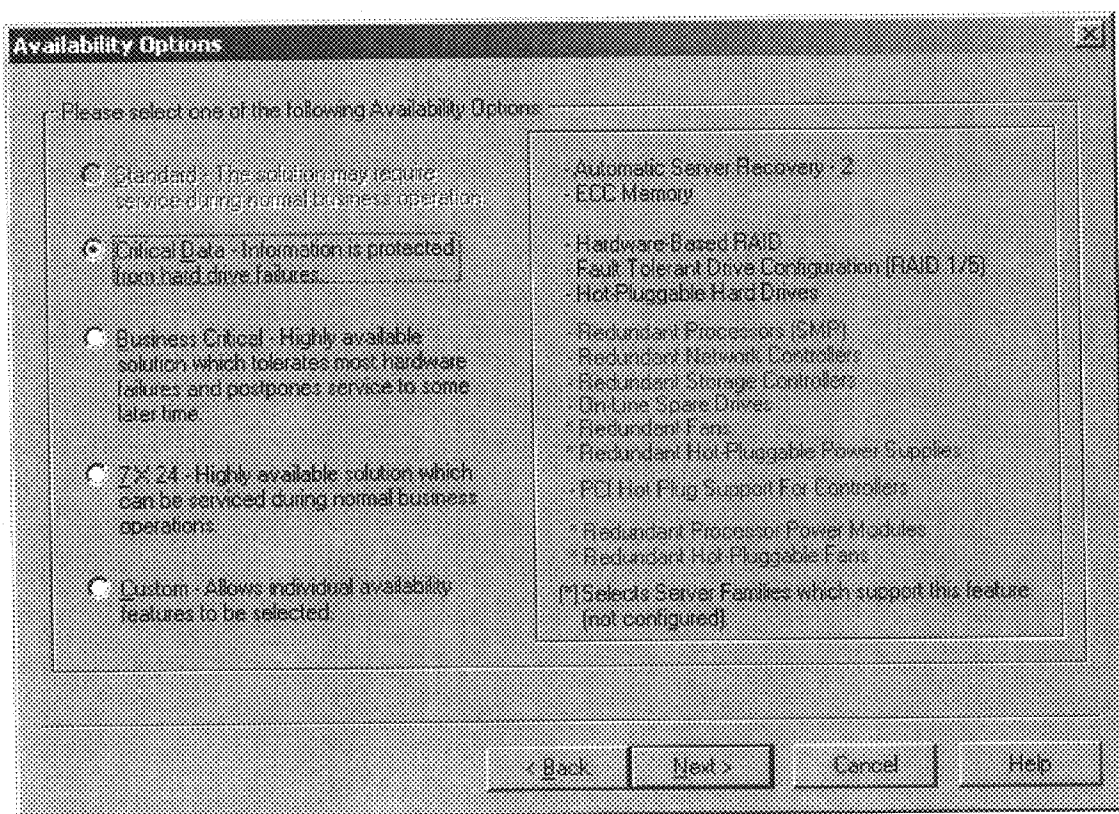 Availability Options
Please select one of the following Availability Options:
Standard - The solution may require
service during normal business operation.
Critical Data - Information is protected
from hard drive failures.
Business Critical - Highly available
solution which tolerates most hardware
failures and postpones service to some
later time.
7 X 24 - Highly available solution which
can be serviced during normal business
operations.
Custom - Allows individual availability
features to be selected.
- Automatic Server Recovery - 2
- ECC Memory
- Hardware-Based RAID
- Fault Tolerant Drive Configuration (RAID 1/5)
- Hot-Pluggable Hard Drives
- Redundant Processors (SMP)
- Redundant Network Controllers
- Redundant Storage Controllers
- On-Line Spare Drives
* Redundant Fans
* Redundant Hot-Pluggable Power Supplies
- PCI Hot Plug Support For Controllers
* Redundant Processor Power Modules
* Redundant Hot-Pluggable Fans
(*) Selects Server Families which support this feature
(not configured).
< Back
Next >
Cancel
Help